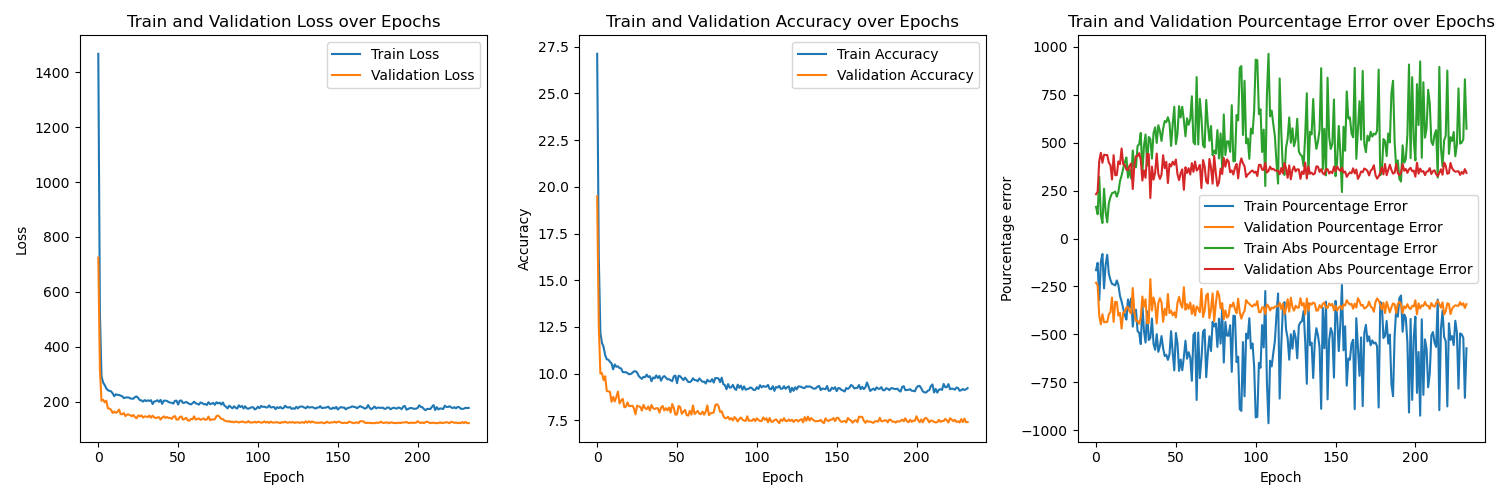 Train and Validation Loss over Epochs
Train Loss
Validation Loss
Loss
1400
1200
1000
800
600
400
200
0
50
100
150
200
Epoch
Train and Validation Accuracy over Epochs
Train Accuracy
Validation Accuracy
Accuracy
27.5
25.0
22.5
20.0
17.5
15.0
12.5
10.0
7.5
0
50
100
150
200
Epoch
Train and Validation Pourcentage Error over Epochs
Pourcentage error
1000
750
500
250
0
−250
−500
−750
−1000
Train Pourcentage Error
Validation Pourcentage Error
Train Abs Pourcentage Error
Validation Abs Pourcentage Error
0
50
100
150
200
Epoch